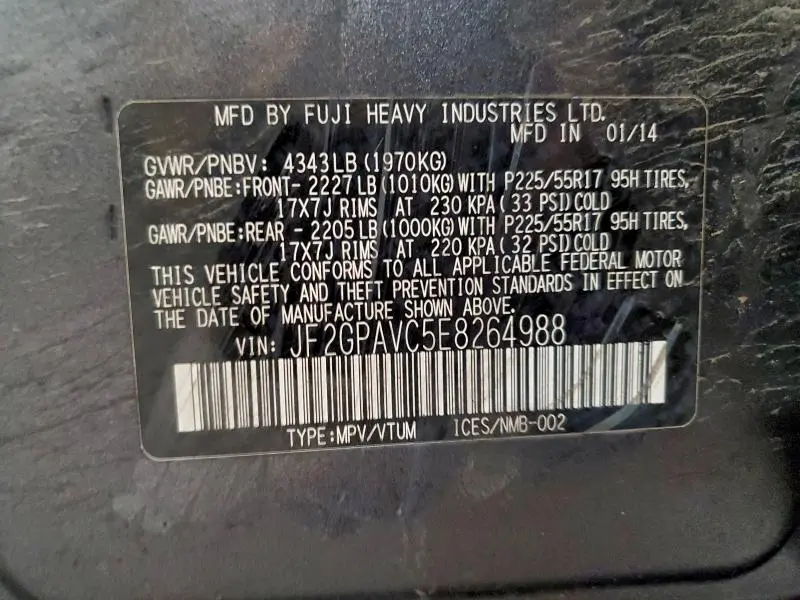 MFD BY FUJI HEAVY INDUSTRIES LTD.
MFD IN 01/14
GVWR/PNBV: 4343LB(1970KG)
GAWR/PNBE:FRONT- 2227LB(1010KG)WITH P225/55R17 95H TIRES,
17X7J RIMS AT 230 KPA(33 PSI)COLD
GAWR/PNBE:REAR - 2205LB(1000KG)WITH P225/55R17 95H TIRES,
17X7J RIMS AT 220 KPA(32 PSI)COLD
THIS VEHICLE CONFORMS TO ALL APPLICABLE FEDERAL MOTOR
VEHICLE SAFETY AND THEFT PREVENTION STANDARDS IN EFFECT ON
THE DATE OF MANUFACTURE SHOWN ABOVE.
VIN: JF2GPAVC5E8264988
TYPE:MPV/VTUM ICES/NMB-002